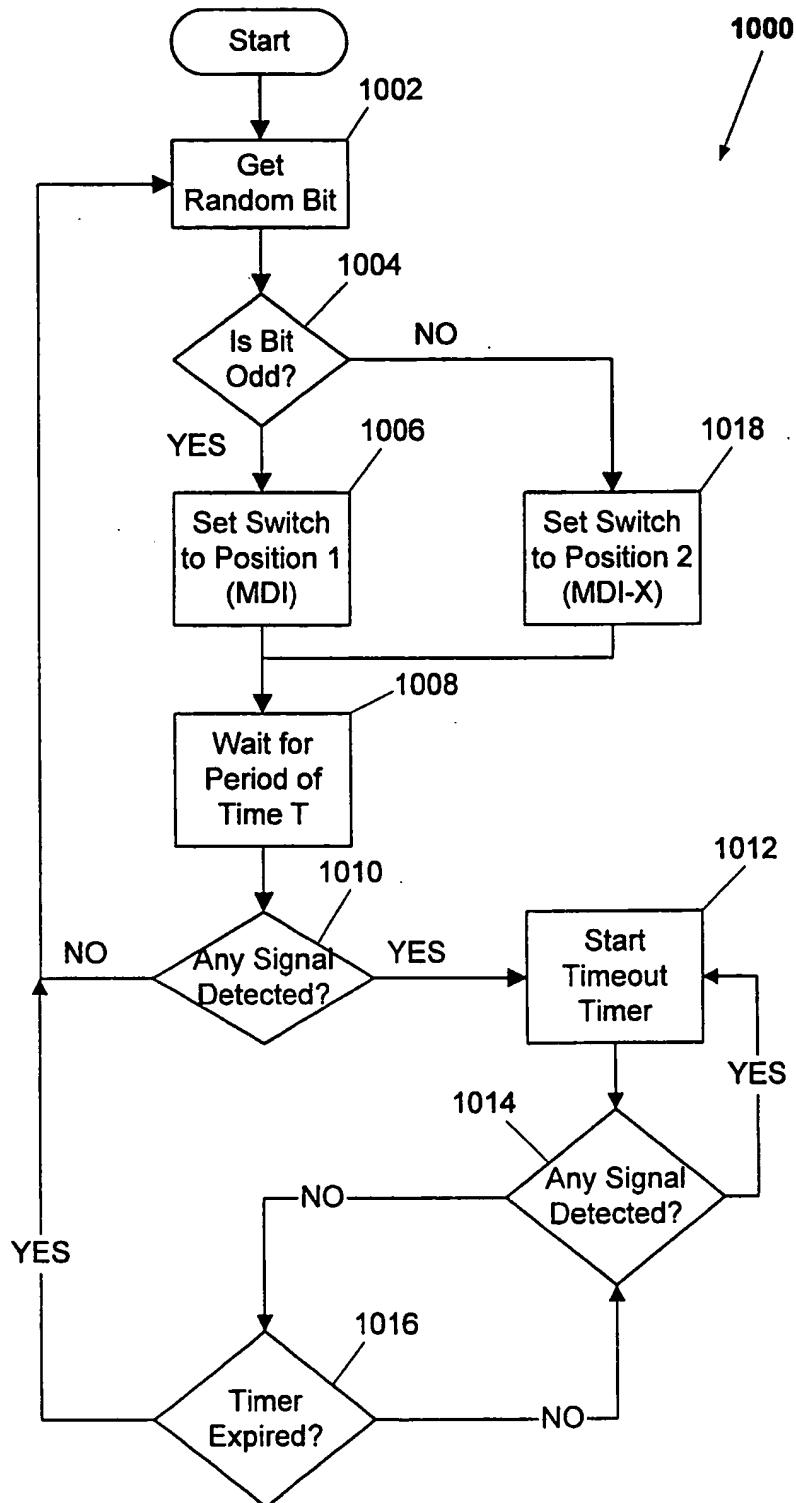 Start
1000
1002
Get
Random Bit
1004
Is Bit
Odd?
NO
YES
1006
1018
Set Switch
to Position 1
(MDI)
Set Switch
to Position 2
(MDI-X)
1008
Wait for
Period of
Time T
1010
1012
NO
Any Signal
Detected?
YES
Start
Timeout
Timer
YES
1014
Any Signal
Detected?
NO
YES
1016
Timer
Expired?
NO